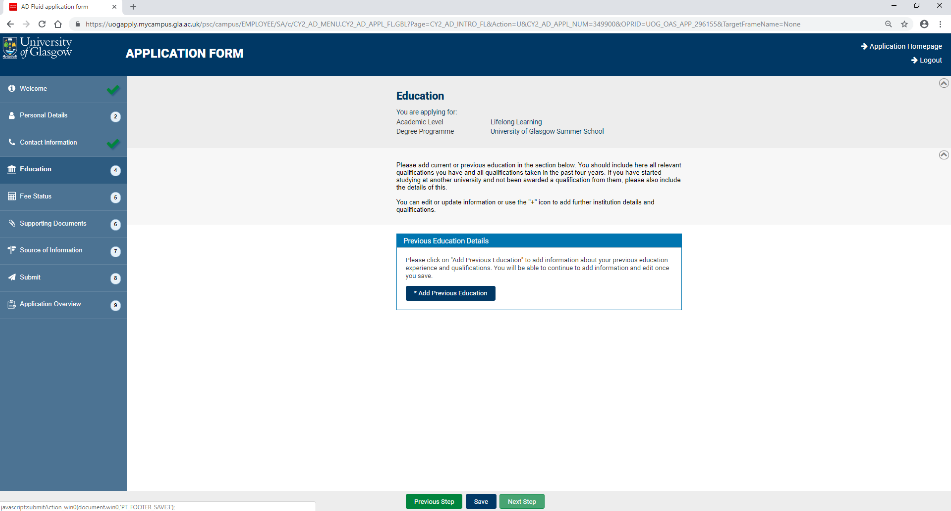 AD Fluid application form
https://uogapply.mycampus.gla.ac.uk/psc/campus/EMPLOYEE/SA/c/CY2_AD_MENU.CY2_AD_APPL_FL.GBL?Page=CY2_AD_INTRO_FL&Action=U&CY2_AD_APPL_NUM=349900&OPRID=UOG_OAS_APP_296155&TargetFrameName=None
University
of Glasgow
APPLICATION FORM
Application Homepage
Logout
Welcome
Personal Details 2
Contact Information
Education 4
Fee Status 5
Supporting Documents 6
Source of Information 7
Submit 8
Application Overview 9
Education
You are applying for:
Academic Level Lifelong Learning
Degree Programme University of Glasgow Summer School
Please add current or previous education in the section below. You should include here all relevant
qualifications you have and all qualifications taken in the past four years. If you have started
studying at another university and not been awarded a qualification from them, please also include
the details of this.
You can edit or update information or use the "+" icon to add further institution details and
qualifications.
Previous Education Details
Please click on "Add Previous Education" to add information about your previous education
experience and qualifications. You will be able to continue to add information and edit once
you save.
* Add Previous Education
Previous Step Save Next Step